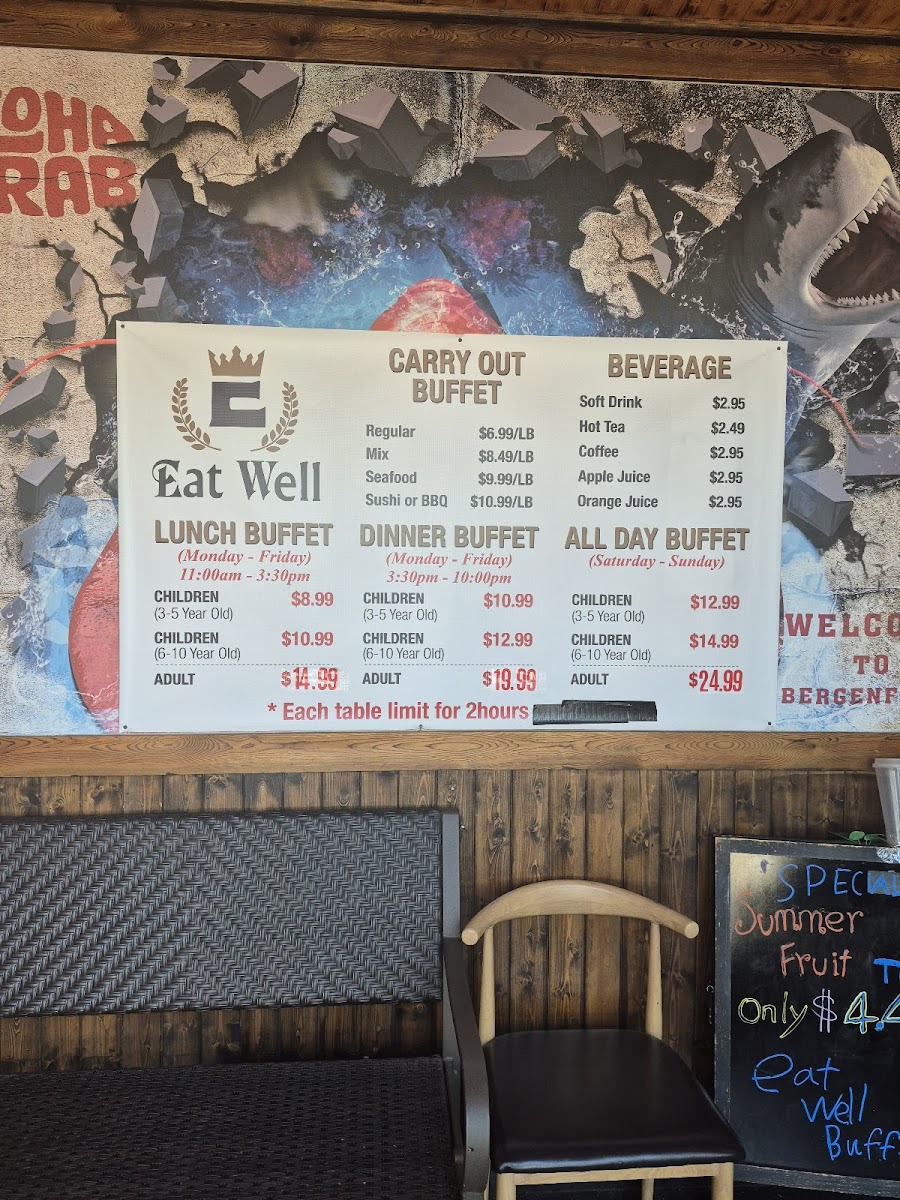 CRAB
Eat Well
CARRY OUT
BUFFET
Regular $6.99/LB
Mix $8.49/LB
Seafood $9.99/LB
Sushi or BBQ $10.99/LB
BEVERAGE
Soft Drink $2.95
Hot Tea $2.49
Coffee $2.95
Apple Juice $2.95
Orange Juice $2.95
LUNCH BUFFET
(Monday - Friday)
11:00am - 3:30pm
CHILDREN $8.99
(3-5 Year Old)
CHILDREN $10.99
(6-10 Year Old)
ADULT $14.99
DINNER BUFFET
(Monday - Friday)
3:30pm - 10:00pm
CHILDREN $10.99
(3-5 Year Old)
CHILDREN $12.99
(6-10 Year Old)
ADULT $19.99
ALL DAY BUFFET
(Saturday - Sunday)
CHILDREN $12.99
(3-5 Year Old)
CHILDREN $14.99
(6-10 Year Old)
ADULT $24.99
* Each table limit for 2hours
WELCO
TO
BERGENF
SPECIAL
Summer
Fruit T
Only $4.
Eat
Well
Buff